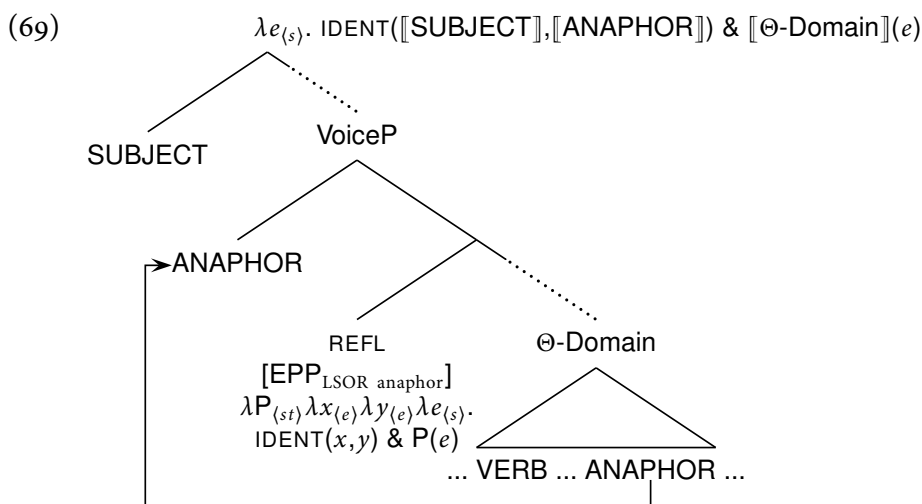 (69) λe⟨s⟩. IDENT(⟦SUBJECT⟧,⟦ANAPHOR⟧) & ⟦Θ-Domain⟧(e)
VoiceP
SUBJECT
ANAPHOR
REFL
Θ-Domain
[EPP_LSOR anaphor]
λP⟨st⟩λx⟨e⟩λy⟨e⟩λe⟨s⟩.
IDENT(x,y) & P(e)
... VERB ... ANAPHOR ...